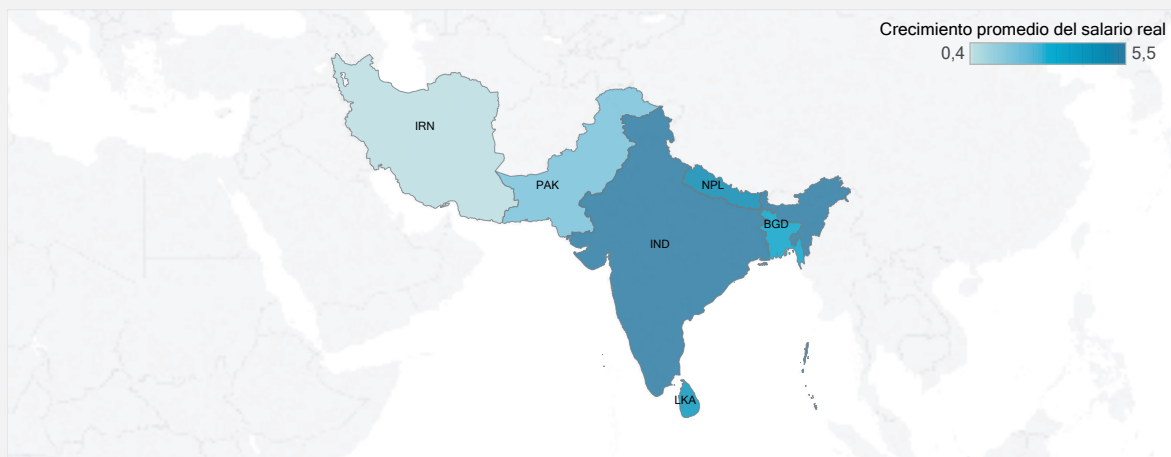 Crecimiento promedio del salario real
0,4 5,5
IRN
PAK
NPL
BGD
IND
LKA